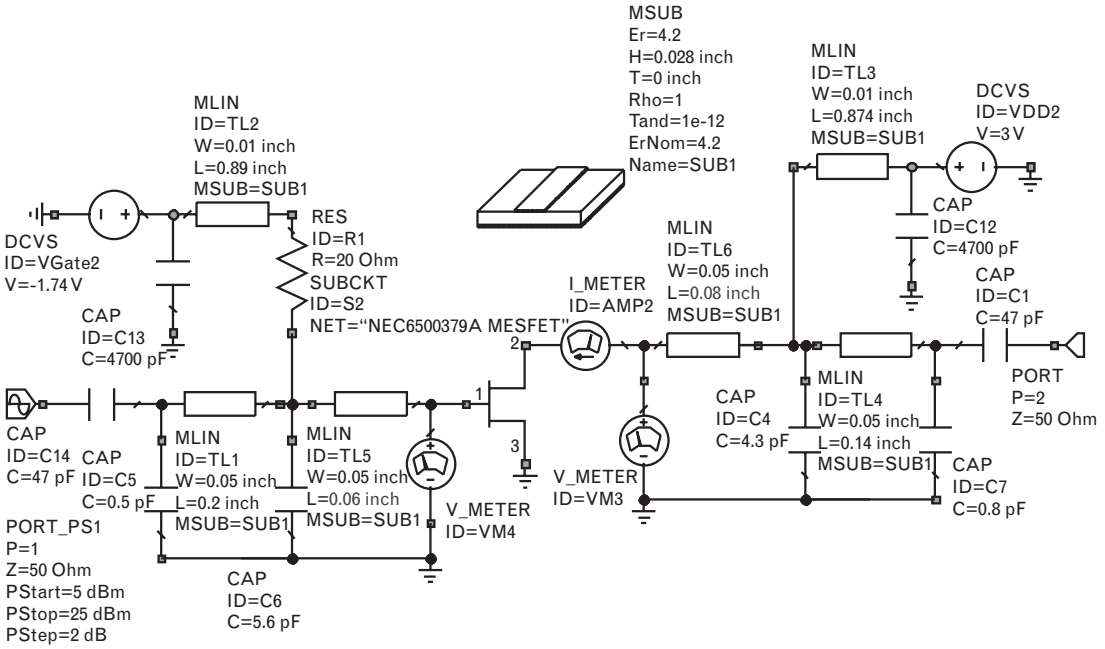 MSUB
Er=4.2
H=0.028 inch
T=0 inch
Rho=1
Tand=1e-12
ErNom=4.2
Name=SUB1
MLIN
ID=TL3
W=0.01 inch
L=0.874 inch
MSUB=SUB1
DCVS
ID=VDD2
V=3 V
MLIN
ID=TL2
W=0.01 inch
L=0.89 inch
MSUB=SUB1
DCVS
ID=VGate2
V=-1.74 V
RES
ID=R1
R=20 Ohm
SUBCKT
ID=S2
NET="NEC6500379A MESFET"
CAP
ID=C13
C=4700 pF
I_METER
ID=AMP2
MLIN
ID=TL6
W=0.05 inch
L=0.08 inch
MSUB=SUB1
CAP
ID=C12
C=4700 pF
CAP
ID=C1
C=47 pF
PORT
P=2
Z=50 Ohm
2
1
3
CAP
ID=C14
C=47 pF
CAP
ID=C5
C=0.5 pF
MLIN
ID=TL1
W=0.05 inch
L=0.2 inch
MSUB=SUB1
MLIN
ID=TL5
W=0.05 inch
L=0.06 inch
MSUB=SUB1
V_METER
ID=VM4
V_METER
ID=VM3
CAP
ID=C4
C=4.3 pF
MLIN
ID=TL4
W=0.05 inch
L=0.14 inch
MSUB=SUB1
CAP
ID=C7
C=0.8 pF
PORT_PS1
P=1
Z=50 Ohm
PStart=5 dBm
PStop=25 dBm
PStep=2 dB
CAP
ID=C6
C=5.6 pF